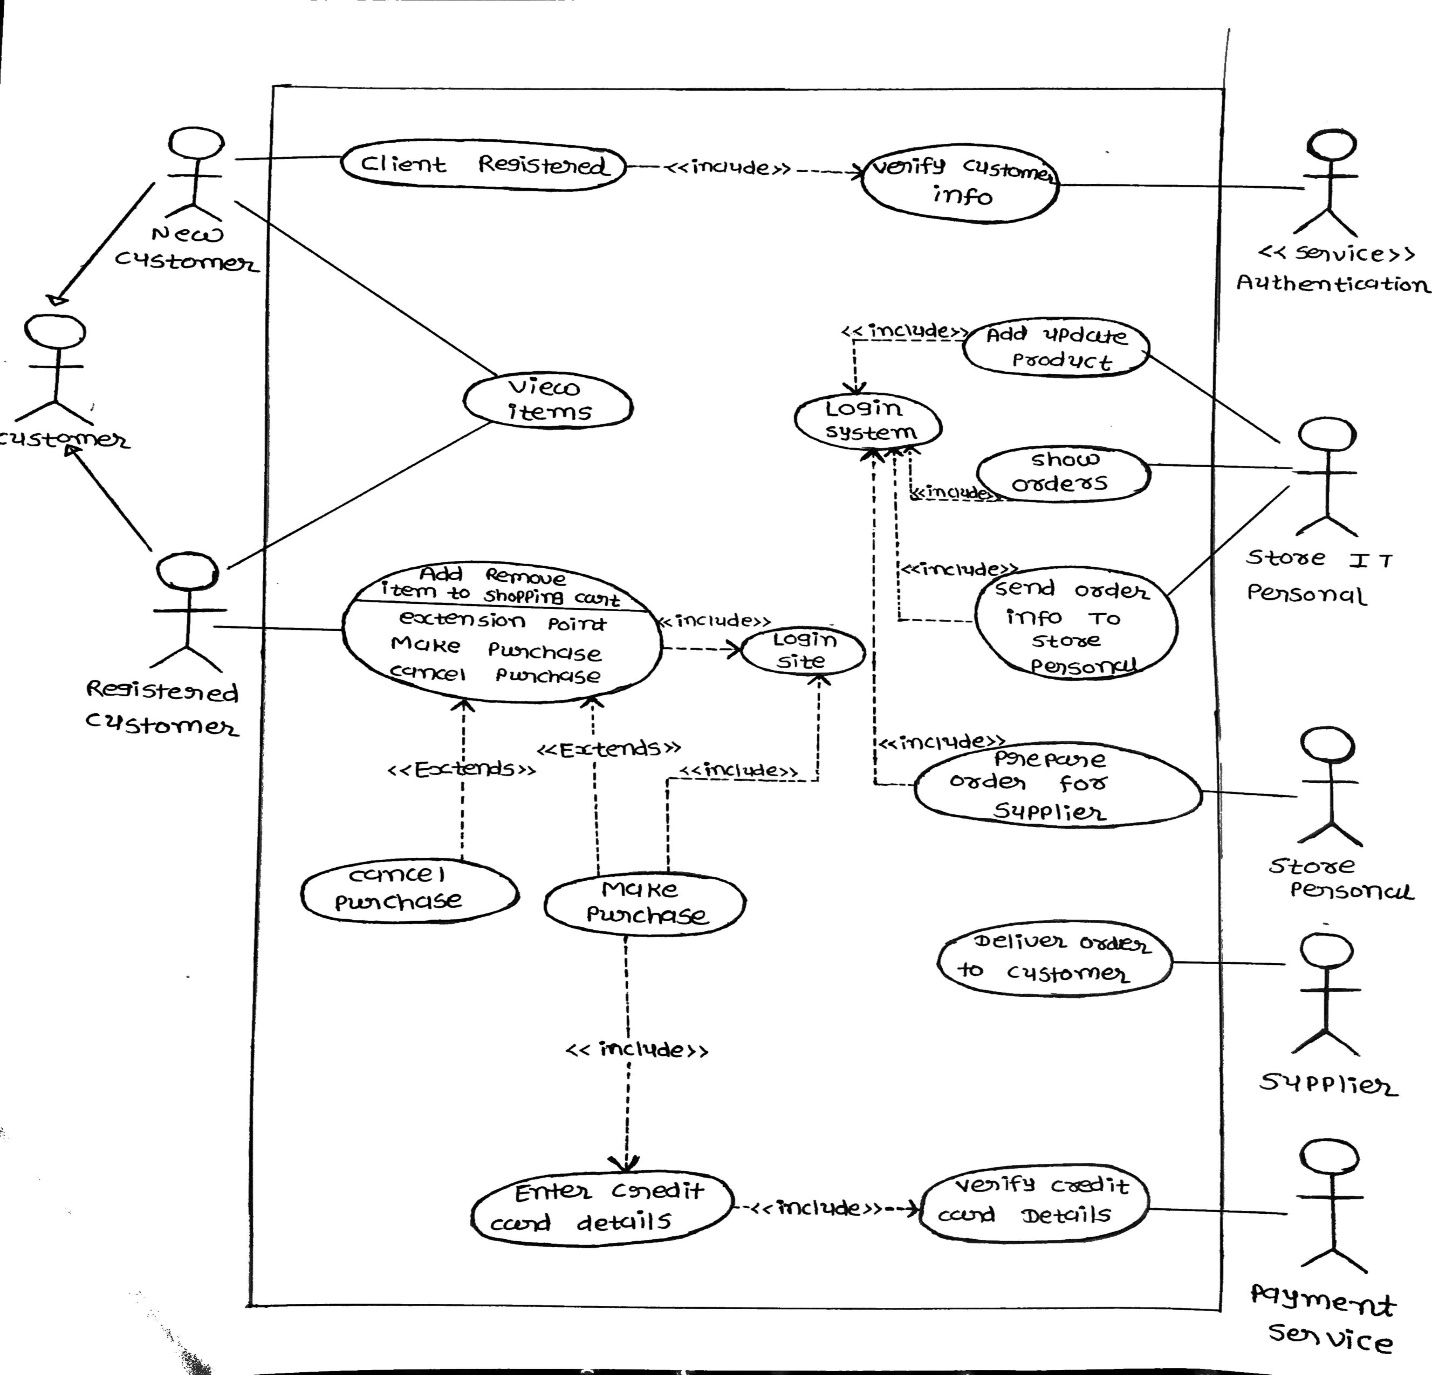 Client Registered
<<include>>
verify customer
info
New
customer
<<service>>
Authentication
customer
View
items
<<include>>
Add update
product
Login
system
show
orders
<<include>>
<<include>>
send order
info To
store
personal
Store IT
personal
Add Remove
item to shopping cart
extension point
Make purchase
cancel purchase
<<include>>
Login
site
Registered
customer
<<Extends>>
<<Extends>>
<<include>>
<<include>>
prepare
order for
supplier
store
personal
cancel
purchase
Make
purchase
Deliver order
to customer
supplier
<<include>>
Enter credit
card details
<<include>>
verify credit
card Details
payment
service